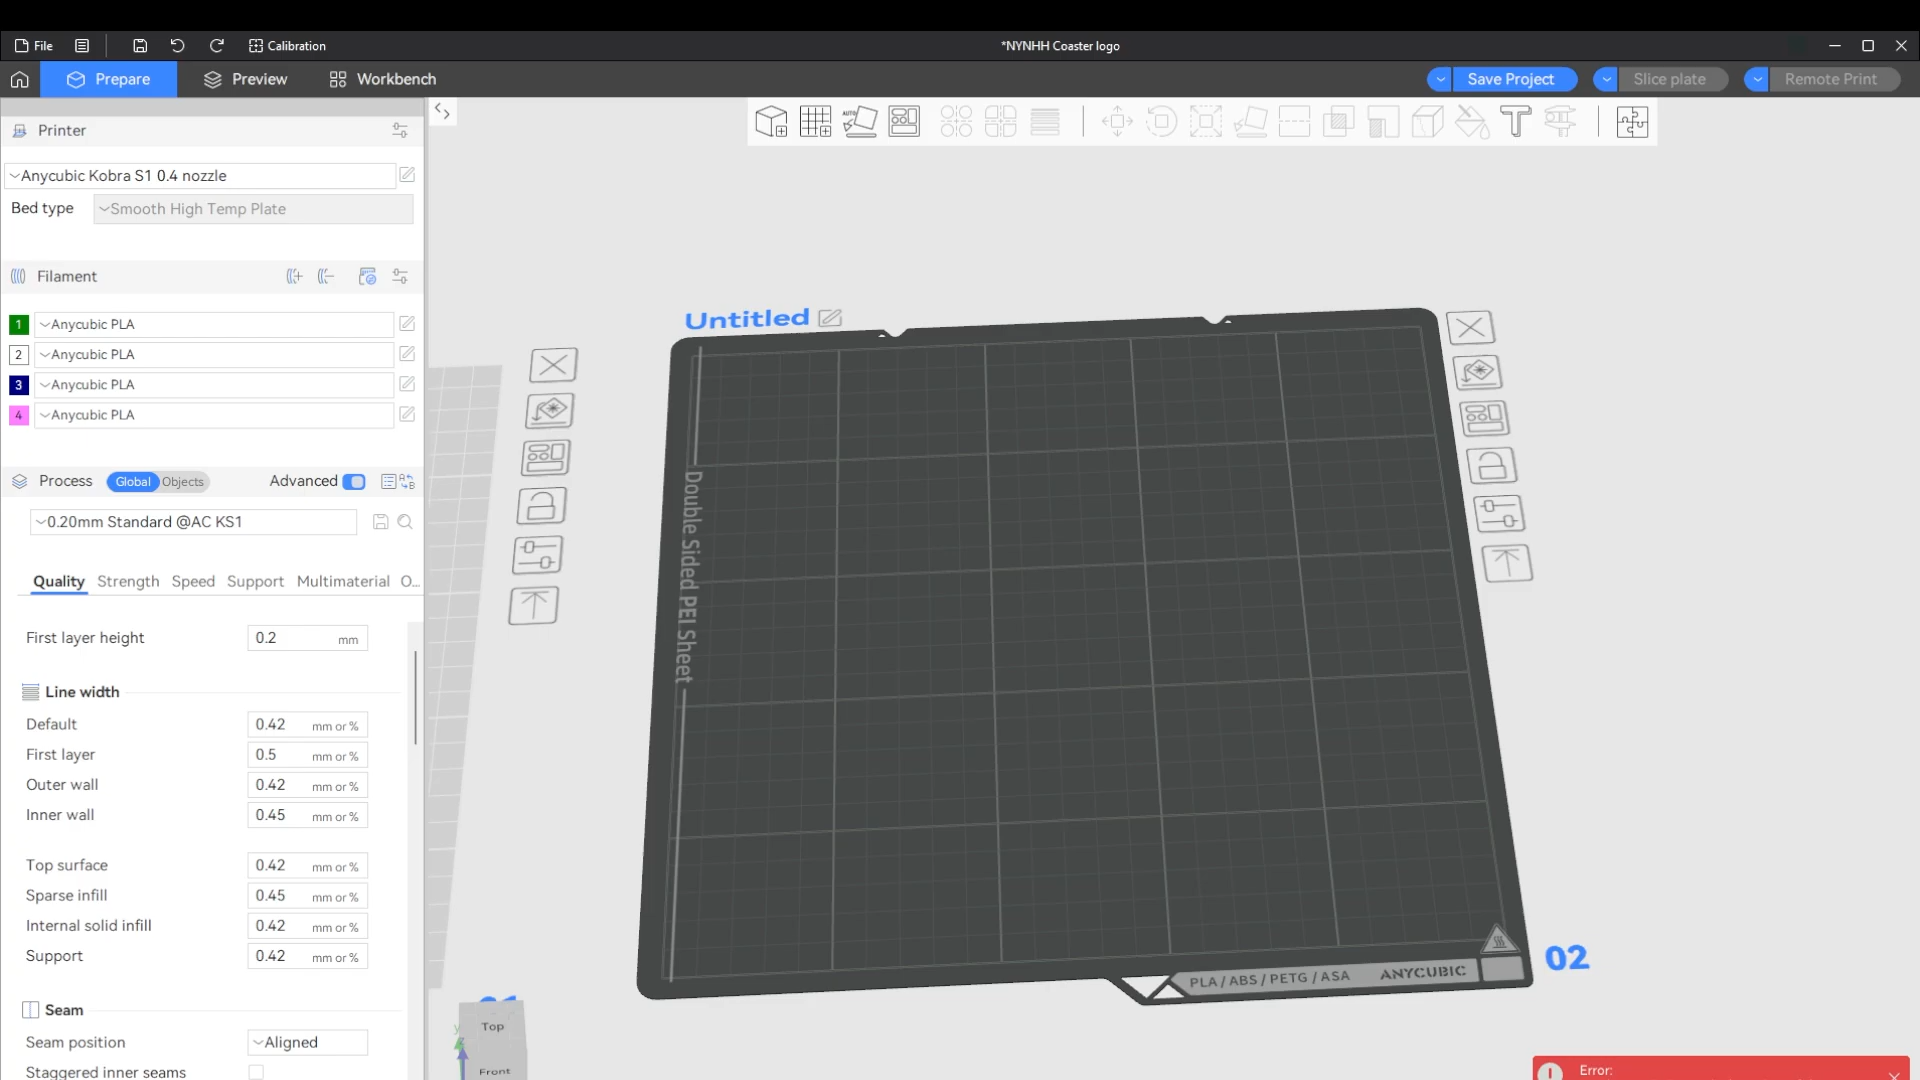 File
Calibration
*NYNHH Coaster logo
Prepare
Preview
Workbench
Save Project
Slice plate
Remote Print
Printer
Anycubic Kobra S1 0.4 nozzle
Bed type
Smooth High Temp Plate
Filament
1 Anycubic PLA
2 Anycubic PLA
3 Anycubic PLA
4 Anycubic PLA
Process
Global
Objects
Advanced
0.20mm Standard @AC KS1
Quality Strength Speed Support Multimaterial O...
First layer height 0.2 mm
Line width
Default 0.42 mm or %
First layer 0.5 mm or %
Outer wall 0.42 mm or %
Inner wall 0.45 mm or %
Top surface 0.42 mm or %
Sparse infill 0.45 mm or %
Internal solid infill 0.42 mm or %
Support 0.42 mm or %
Seam
Seam position Aligned
Staggered inner seams
AUTO
Untitled
Double Sided PEI Sheet
PLA / ABS / PETG / ASA ANYCUBIC
02
Top
Front
y
Error: